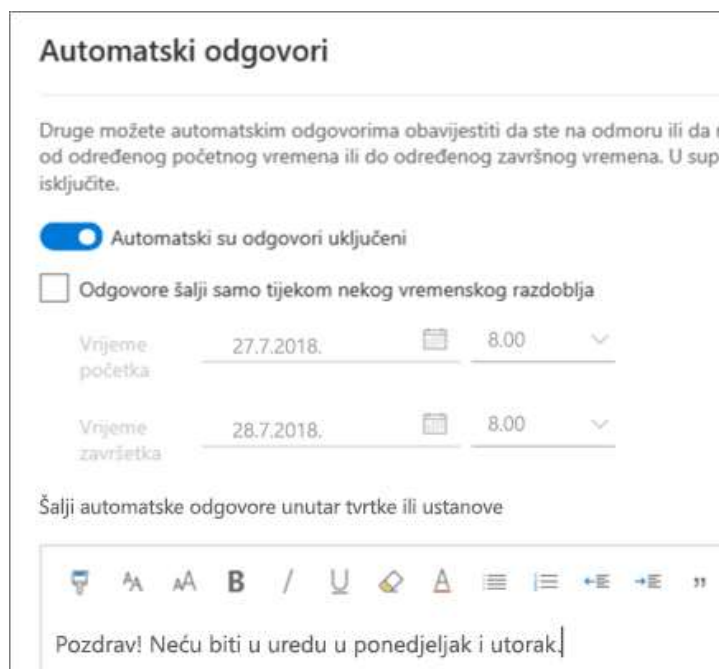 Automatski odgovori
Druge možete automatskim odgovorima obavijestiti da ste na odmoru ili da
od određenog početnog vremena ili do određenog završnog vremena. U
isključite.
Automatski su odgovori uključeni
Odgovore šalji samo tijekom nekog vremenskog razdoblja
Vrijeme
početka
27.7.2018.
8.00
Vrijeme
završetka
28.7.2018.
8.00
Šalji automatske odgovore unutar tvrtke ili ustanove
Pozdrav! Neću biti u uredu u ponedjeljak i utorak.